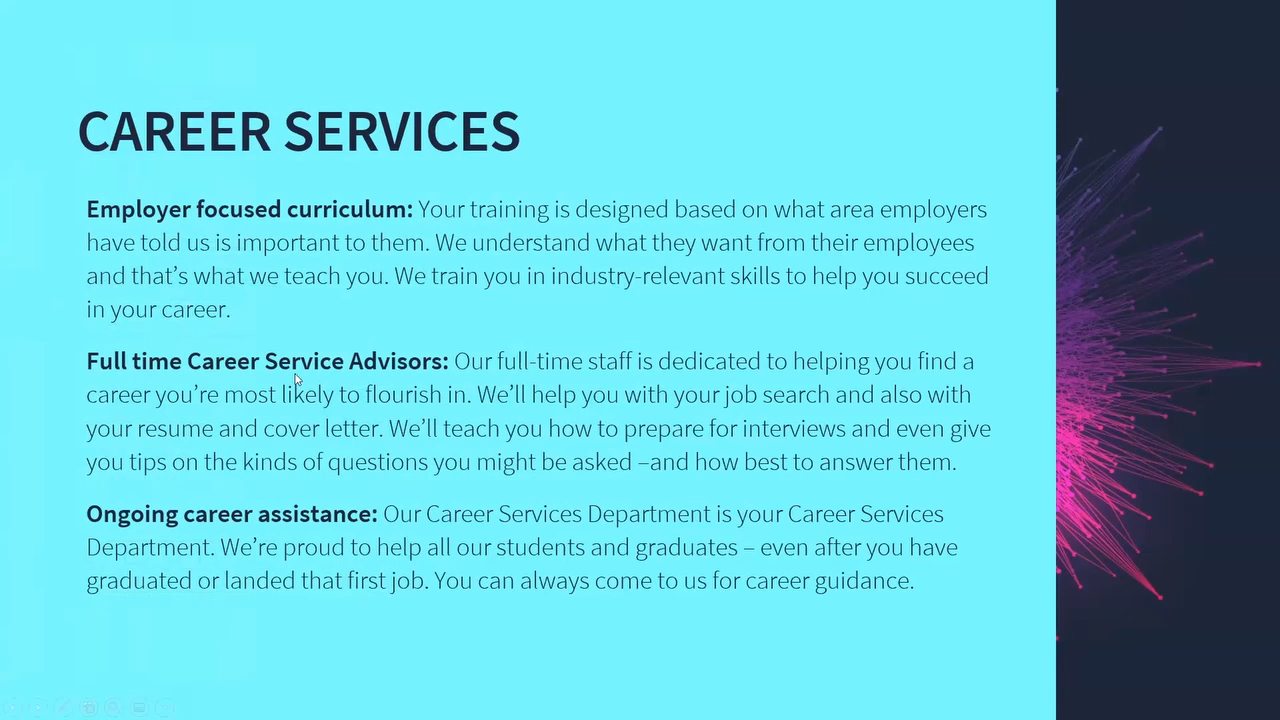 CAREER SERVICES
Employer focused curriculum: Your training is designed based on what area employers
have told us is important to them. We understand what they want from their employees
and that’s what we teach you. We train you in industry-relevant skills to help you succeed
in your career.
Full time Career Service Advisors: Our full-time staff is dedicated to helping you find a
career you’re most likely to flourish in. We’ll help you with your job search and also with
your resume and cover letter. We’ll teach you how to prepare for interviews and even give
you tips on the kinds of questions you might be asked –and how best to answer them.
Ongoing career assistance: Our Career Services Department is your Career Services
Department. We’re proud to help all our students and graduates – even after you have
graduated or landed that first job. You can always come to us for career guidance.